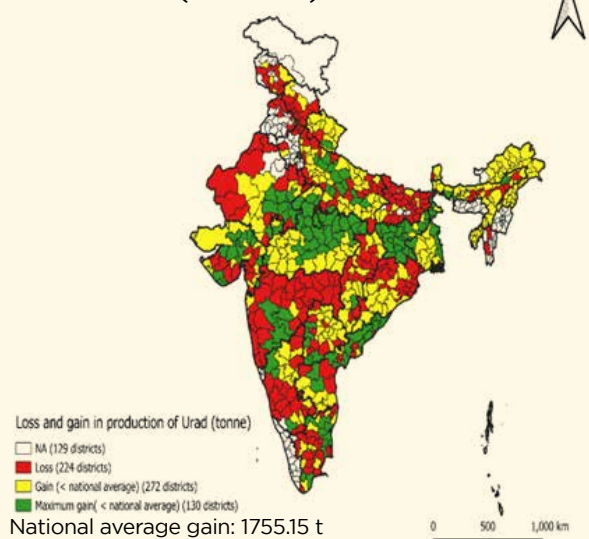 Loss and gain in production of Urad (tonne)
NA (179 districts)
Loss (224 districts)
Gain (< national average) (272 districts)
Maximum gain( < national average) (130 districts)
National average gain: 1755.15 t
0 500 1,000 km